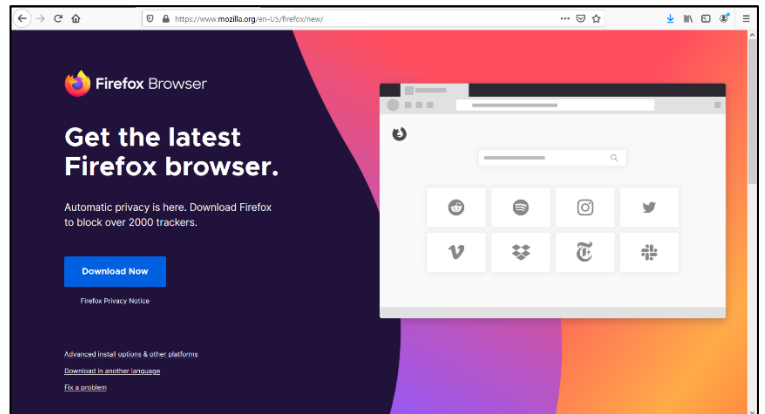 https://www.mozilla.org/en-US/firefox/new/
Firefox Browser
Get the latest
Firefox browser.
Automatic privacy is here. Download Firefox
to block over 2000 trackers.
Download Now
Firefox Privacy Notice
Advanced install options & other platforms
Download in another language
Fix a problem